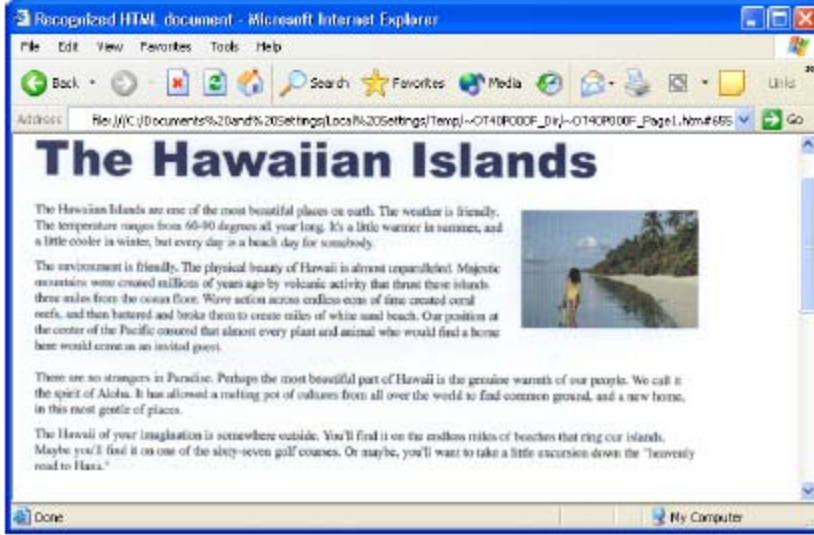 Recognized HTML document - Microsoft Internet Explorer
File Edit View Favorites Tools Help
Back Search Favorites Media Links
Address file:///C:/Documents%20and%20Settings/Local%20Settings/Temp/~OT40P000F_Dir/~OT40P000F_Page1.htm#655 Go
The Hawaiian Islands
The Hawaiian Islands are one of the most beautiful places on earth. The weather is friendly.
The temperature ranges from 60-90 degrees all year long. It's a little warmer in summer, and
a little cooler in winter, but every day is a beach day for somebody.
The environment is friendly. The physical beauty of Hawaii is almost unparalleled. Majestic
mountains were created millions of years ago by volcanic activity that thrust these islands
three miles from the ocean floor. Wave action across endless eons of time created coral
reefs, and then battered and broke them to create miles of white sand beach. Our position at
the center of the Pacific ensured that almost every plant and animal who would find a home
here would come as an invited guest.
There are no strangers in Paradise. Perhaps the most beautiful part of Hawaii is the genuine warmth of our people. We call it
the spirit of Aloha. It has allowed a melting pot of cultures from all over the world to find common ground, and a new home,
in this most gentle of places.
The Hawaii of your imagination is somewhere outside. You'll find it on the endless miles of beaches that ring our islands.
Maybe you'll find it on one of the sixty-seven golf courses. Or maybe, you'll want to take a little excursion down the "heavenly
road to Hana."
Done My Computer